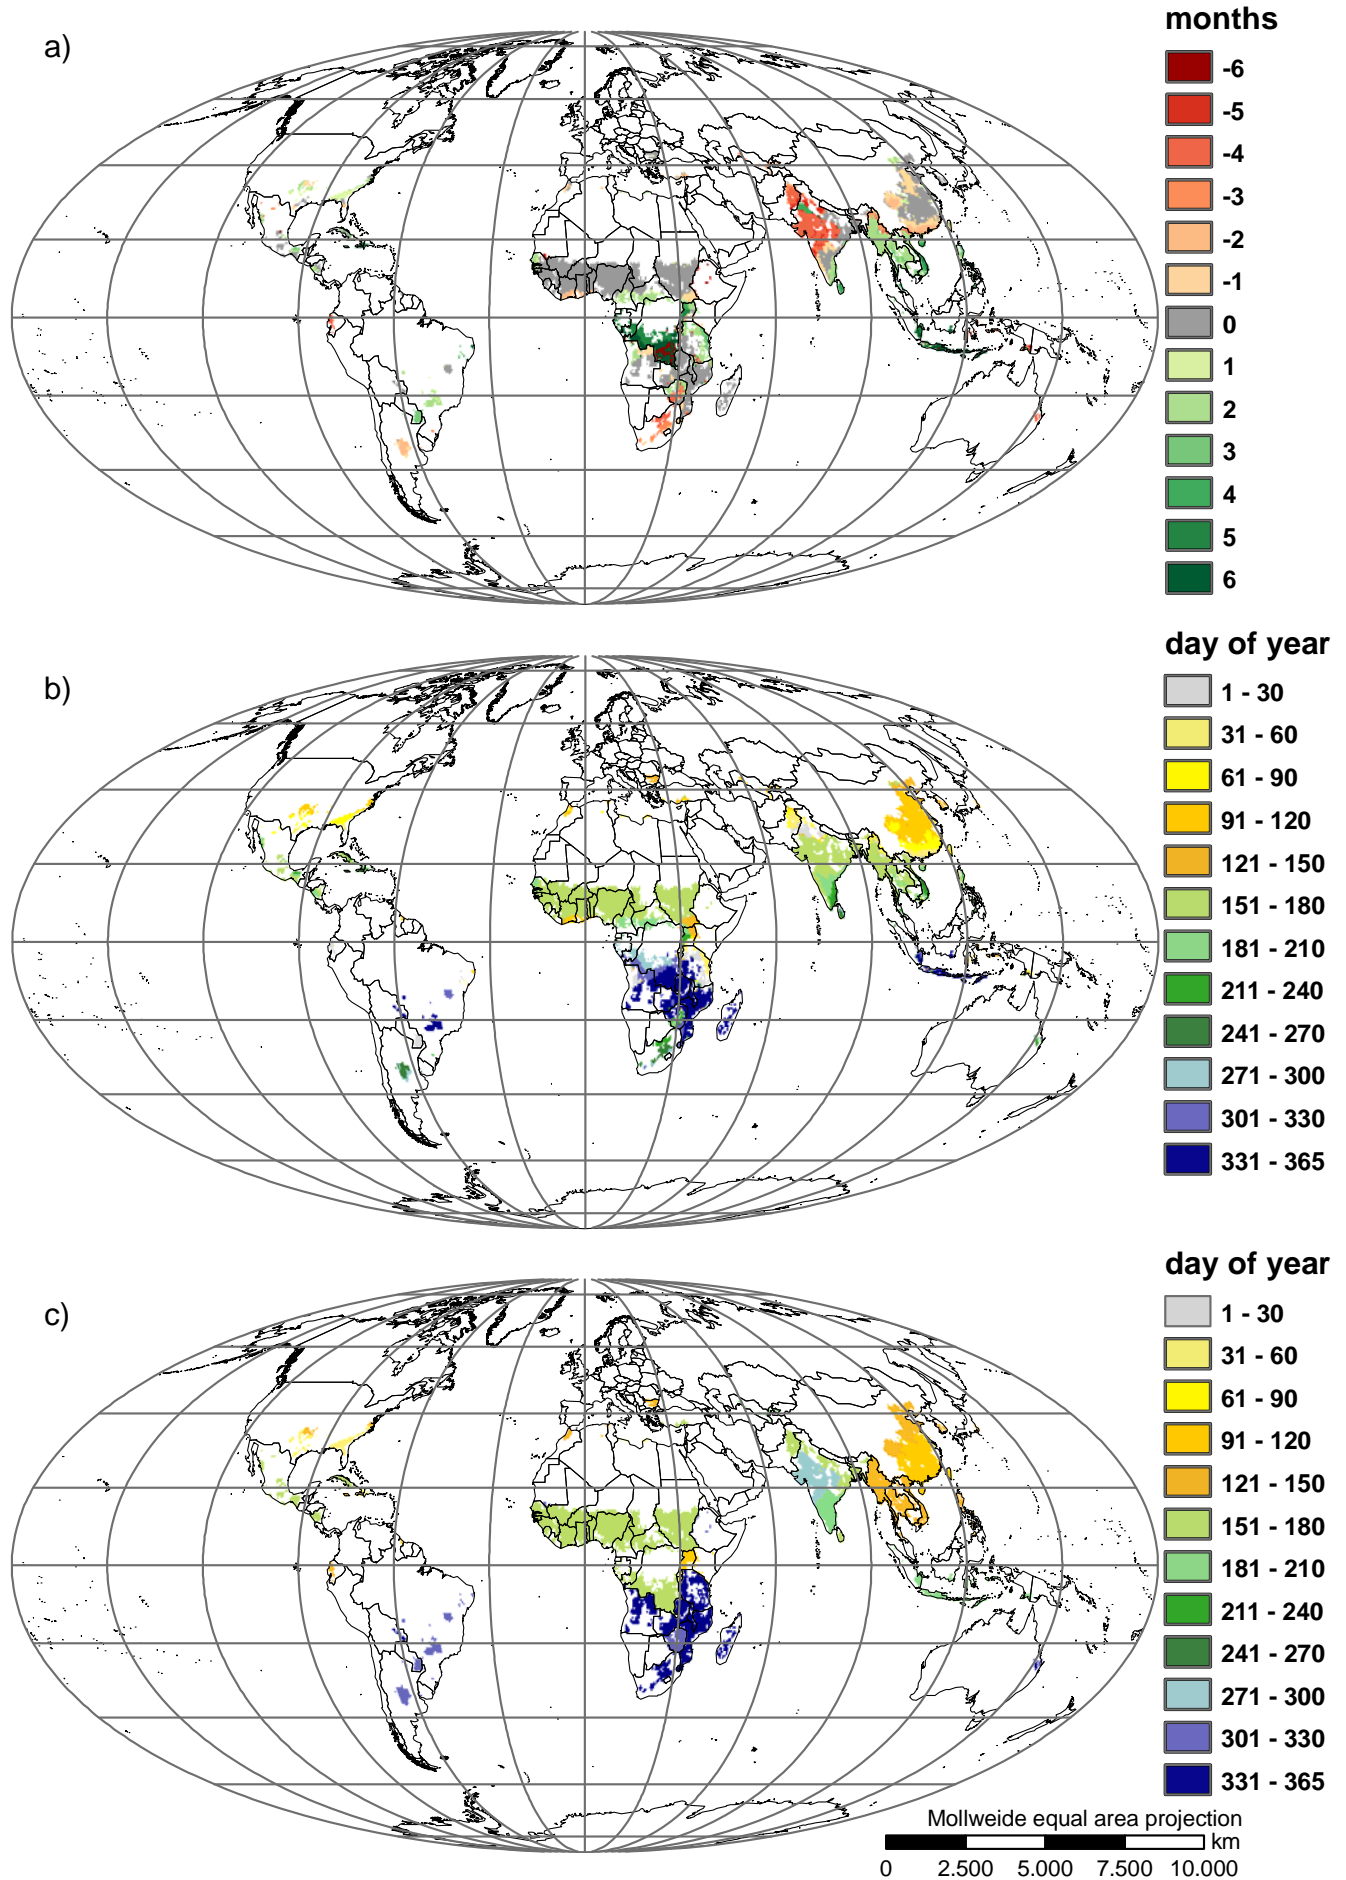 a)
months
-6
-5
-4
-3
-2
-1
0
1
2
3
4
5
6
b)
day of year
1 - 30
31 - 60
61 - 90
91 - 120
121 - 150
151 - 180
181 - 210
211 - 240
241 - 270
271 - 300
301 - 330
331 - 365
c)
day of year
1 - 30
31 - 60
61 - 90
91 - 120
121 - 150
151 - 180
181 - 210
211 - 240
241 - 270
271 - 300
301 - 330
331 - 365
Mollweide equal area projection
km
0 2.500 5.000 7.500 10.000